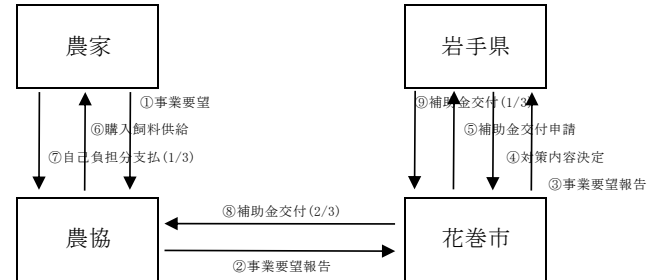 農家
岩手県
①事業要望
⑨補助金交付(1/3)
⑥購入飼料供給
⑤補助金交付申請
⑦自己負担分支払(1/3)
④対策内容決定
③事業要望報告
農協
⑧補助金交付(2/3)
花巻市
②事業要望報告